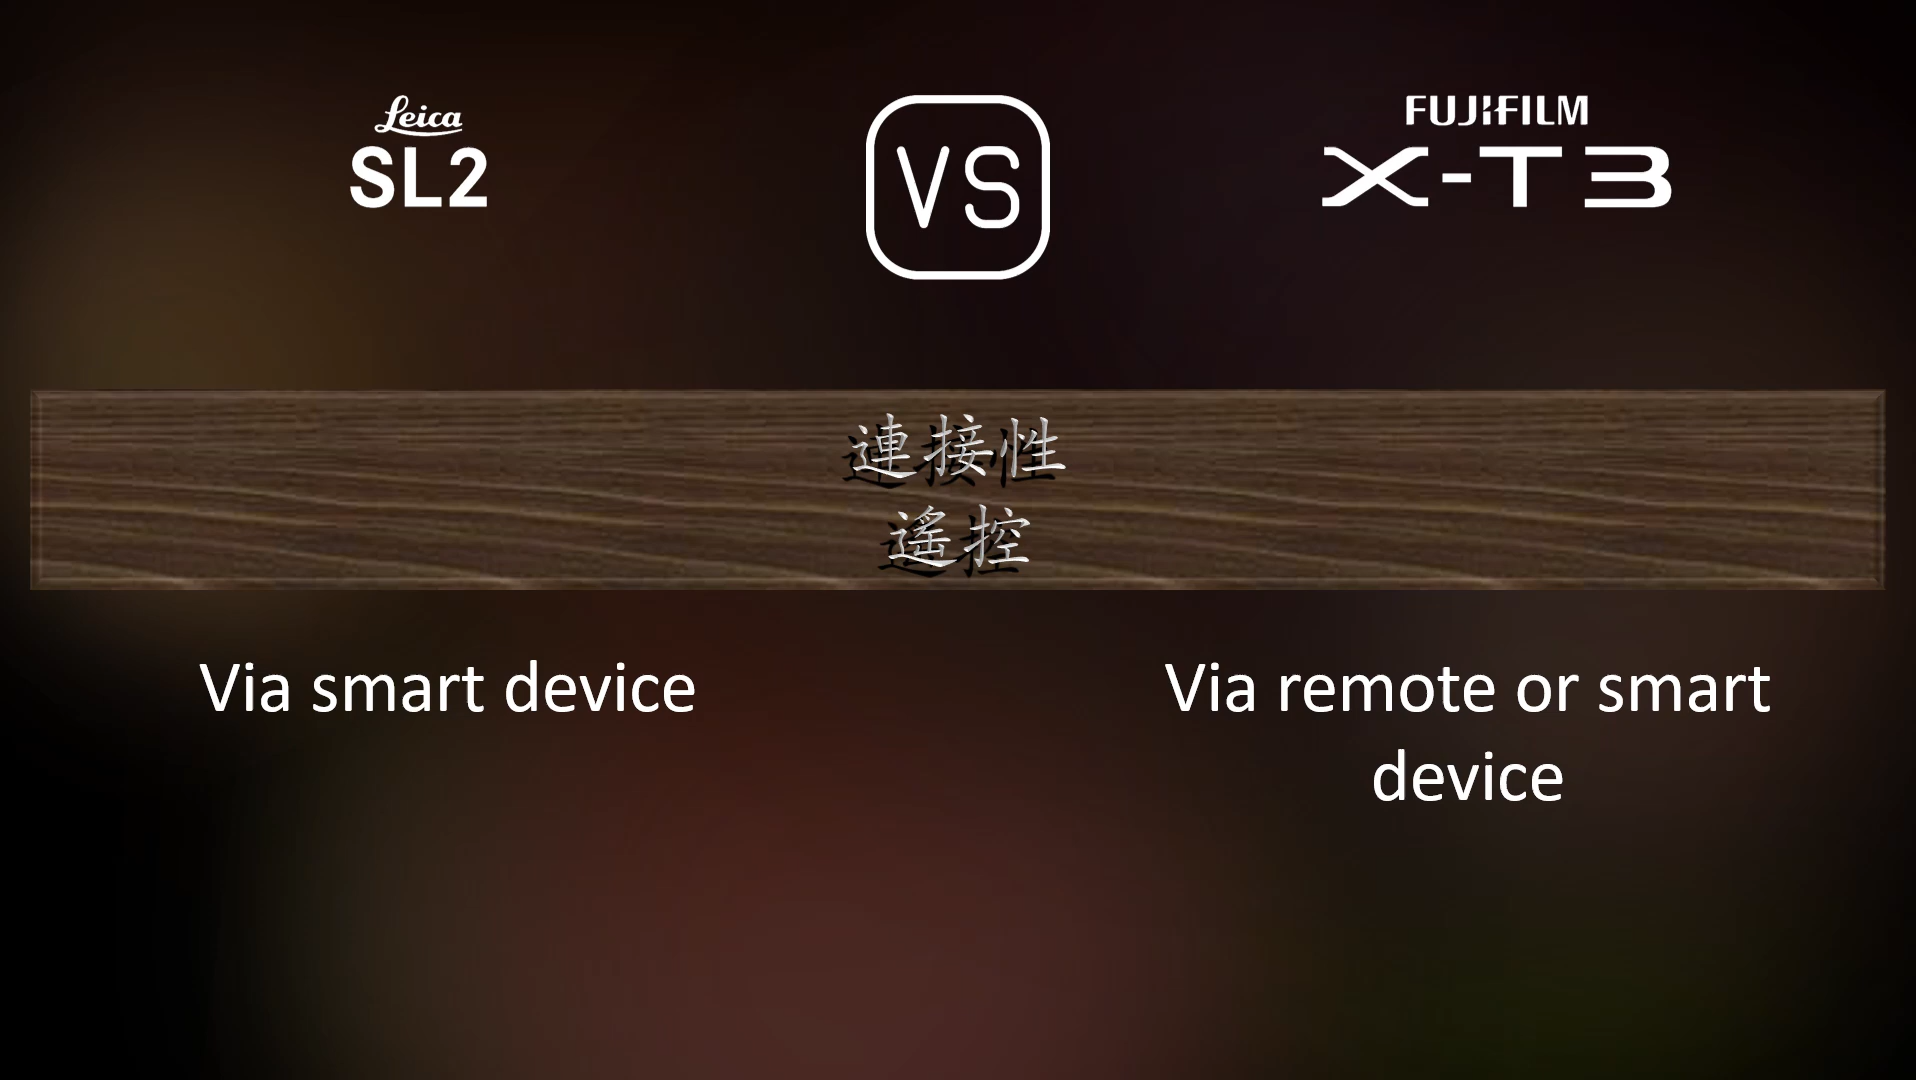 Leica
SL2
VS
FUJIFILM
X-T3
連接性
遙控
Via smart device
Via remote or smart
device